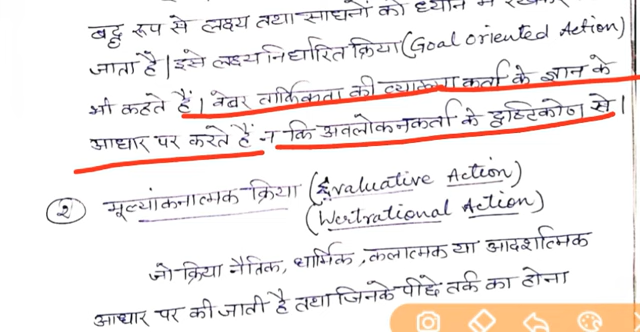 बद्ध रूप से लक्ष्य तथा साधनों को ध्यान में रखकर
जाता है। इसे लक्ष्य निर्धारित क्रिया (Goal oriented Action)
भी कहते हैं। वेबर तार्किकता की व्याख्या कर्ता के ज्ञान के
आधार पर करते हैं न कि अवलोकनकर्ता के दृष्टिकोण से।
(2) मूल्यांकनात्मक क्रिया (Evaluative Action)
(Wertrational Action)
जो क्रिया नैतिक, धार्मिक, कलात्मक या आदर्शात्मक
आधार पर की जाती है तथा जिनके पीछे तर्क का होना